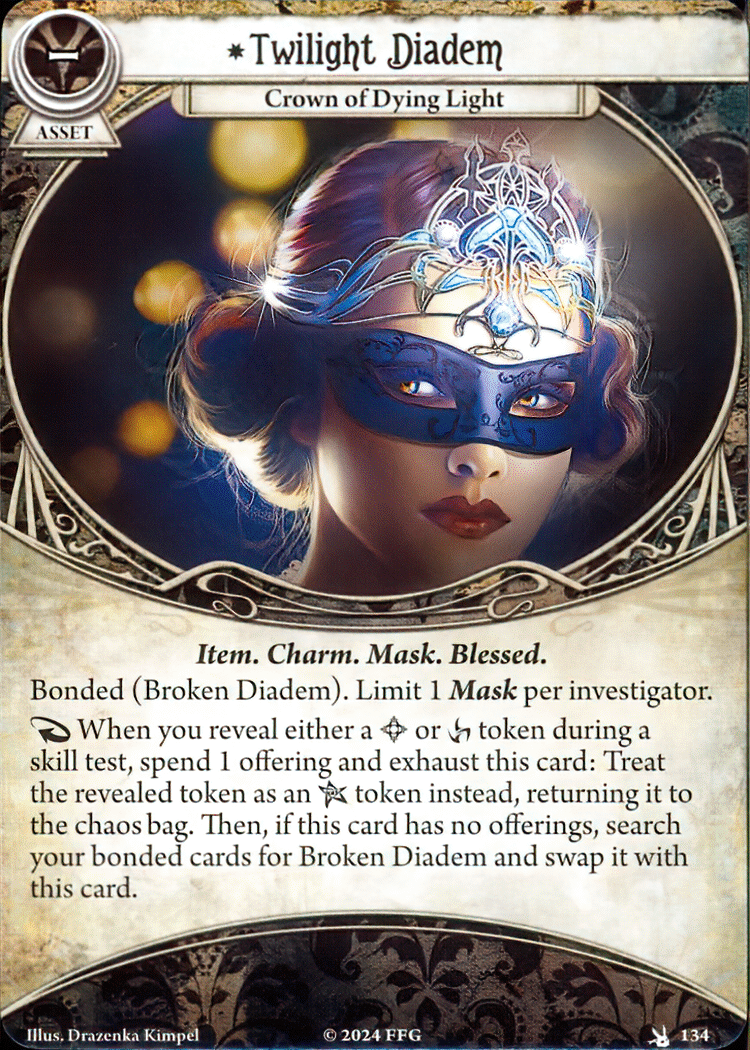 Twilight Diadem
Crown of Dying Light
ASSET
Item. Charm. Mask. Blessed.
Bonded (Broken Diadem). Limit 1 Mask per investigator.
When you reveal either a or token during a
skill test, spend 1 offering and exhaust this card: Treat
the revealed token as an token instead, returning it to
the chaos bag. Then, if this card has no offerings, search
your bonded cards for Broken Diadem and swap it with
this card.
Illus. Drazenka Kimpel
© 2024 FFG
134